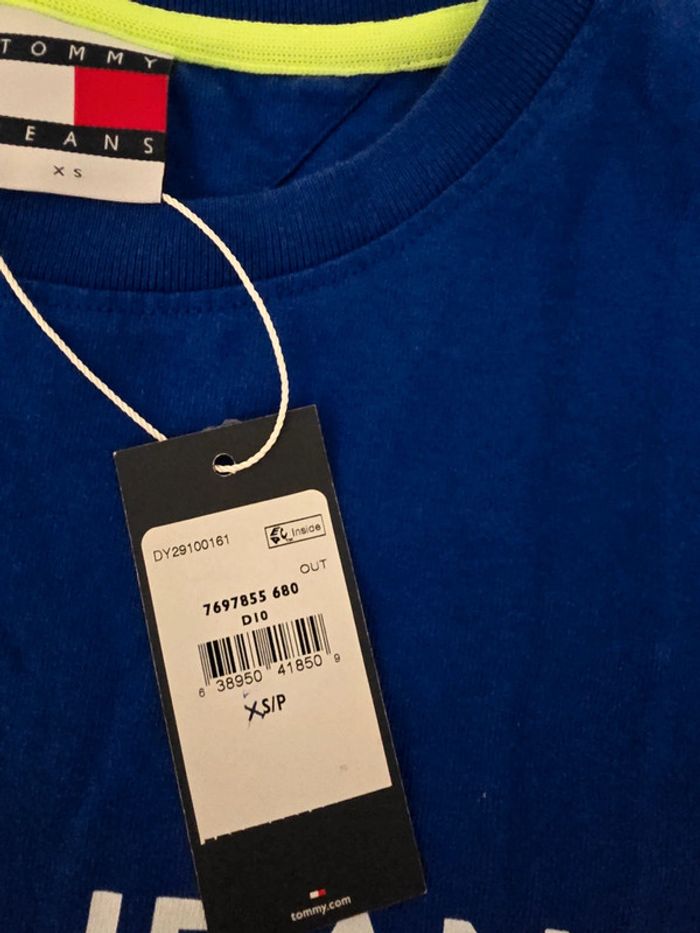 TOMMY
JEANS
XS
DY29100161
Inside
OUT
7697855 680
D10
6 38950 41850 9
XS/P
tommy.com